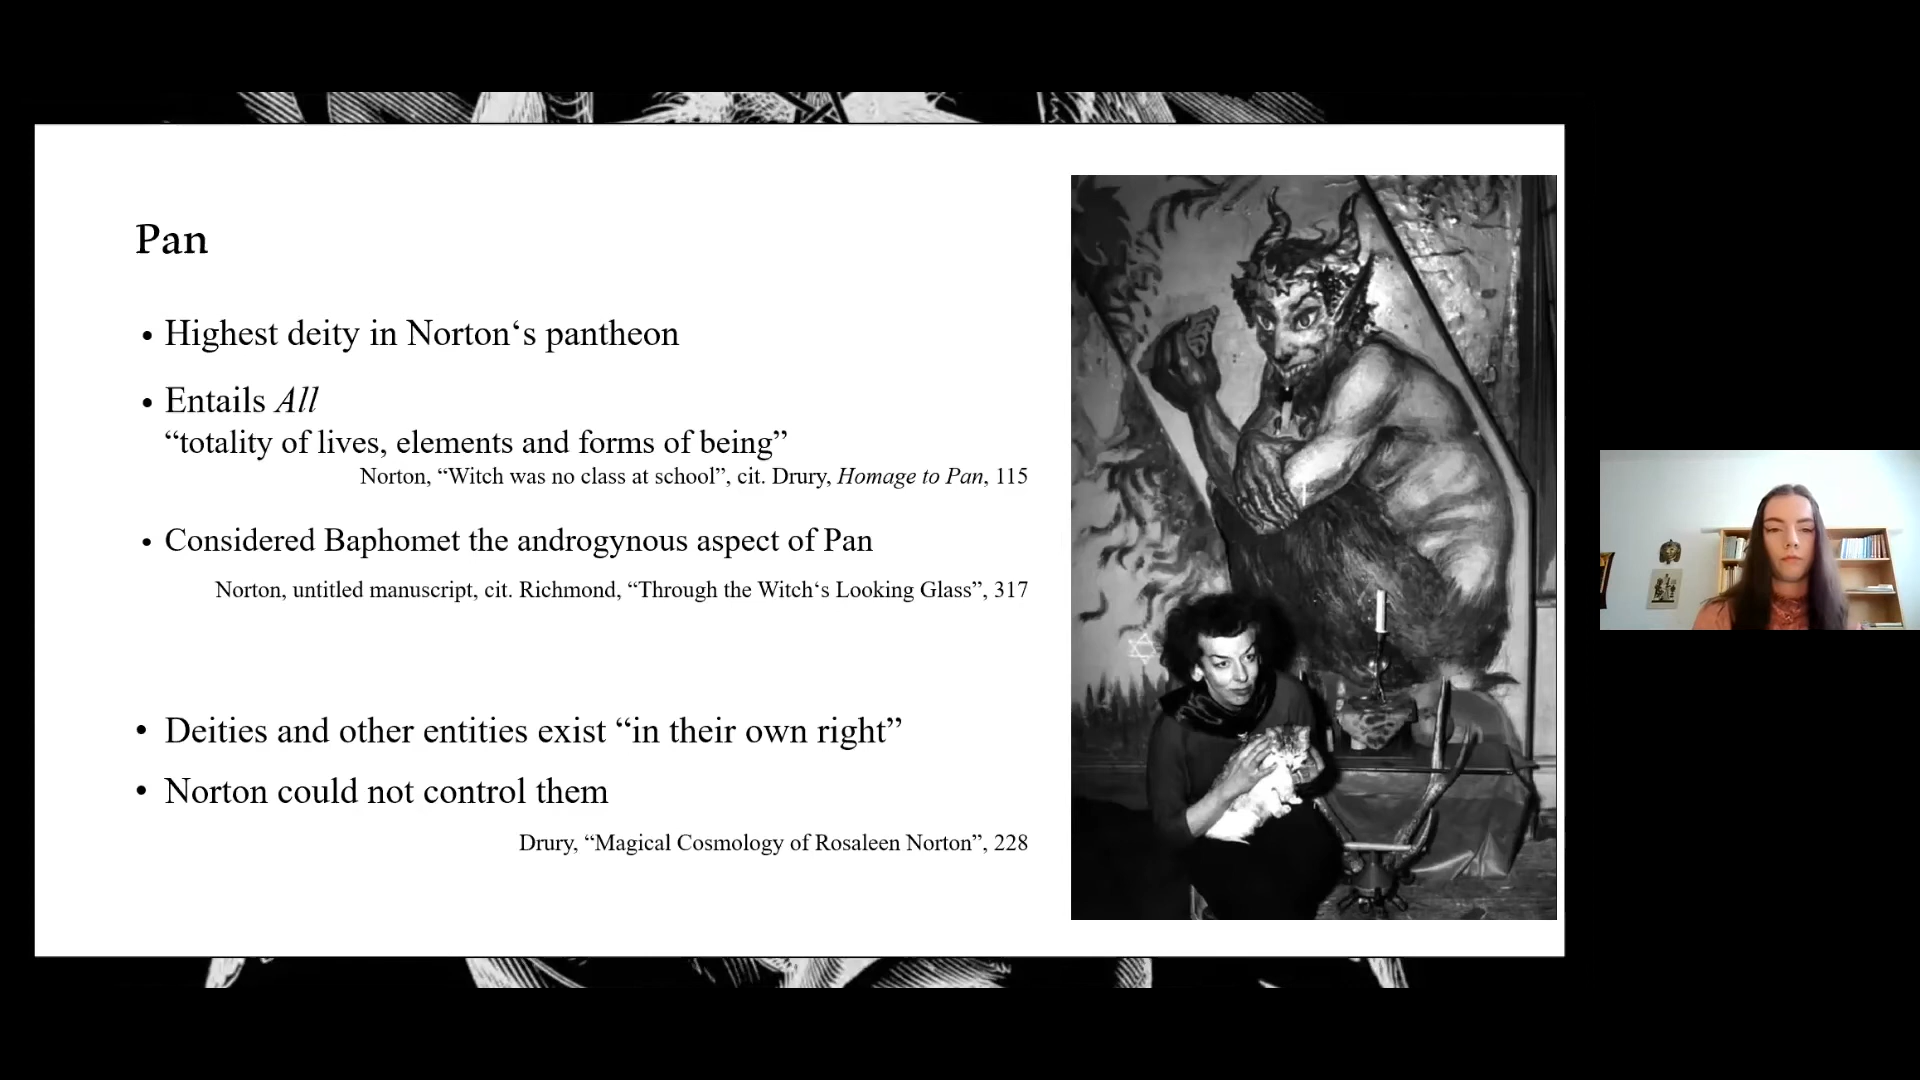 Pan
• Highest deity in Norton‘s pantheon
• Entails All
“totality of lives, elements and forms of being”
Norton, “Witch was no class at school”, cit. Drury, Homage to Pan, 115
• Considered Baphomet the androgynous aspect of Pan
Norton, untitled manuscript, cit. Richmond, “Through the Witch‘s Looking Glass”, 317
• Deities and other entities exist “in their own right”
• Norton could not control them
Drury, “Magical Cosmology of Rosaleen Norton”, 228